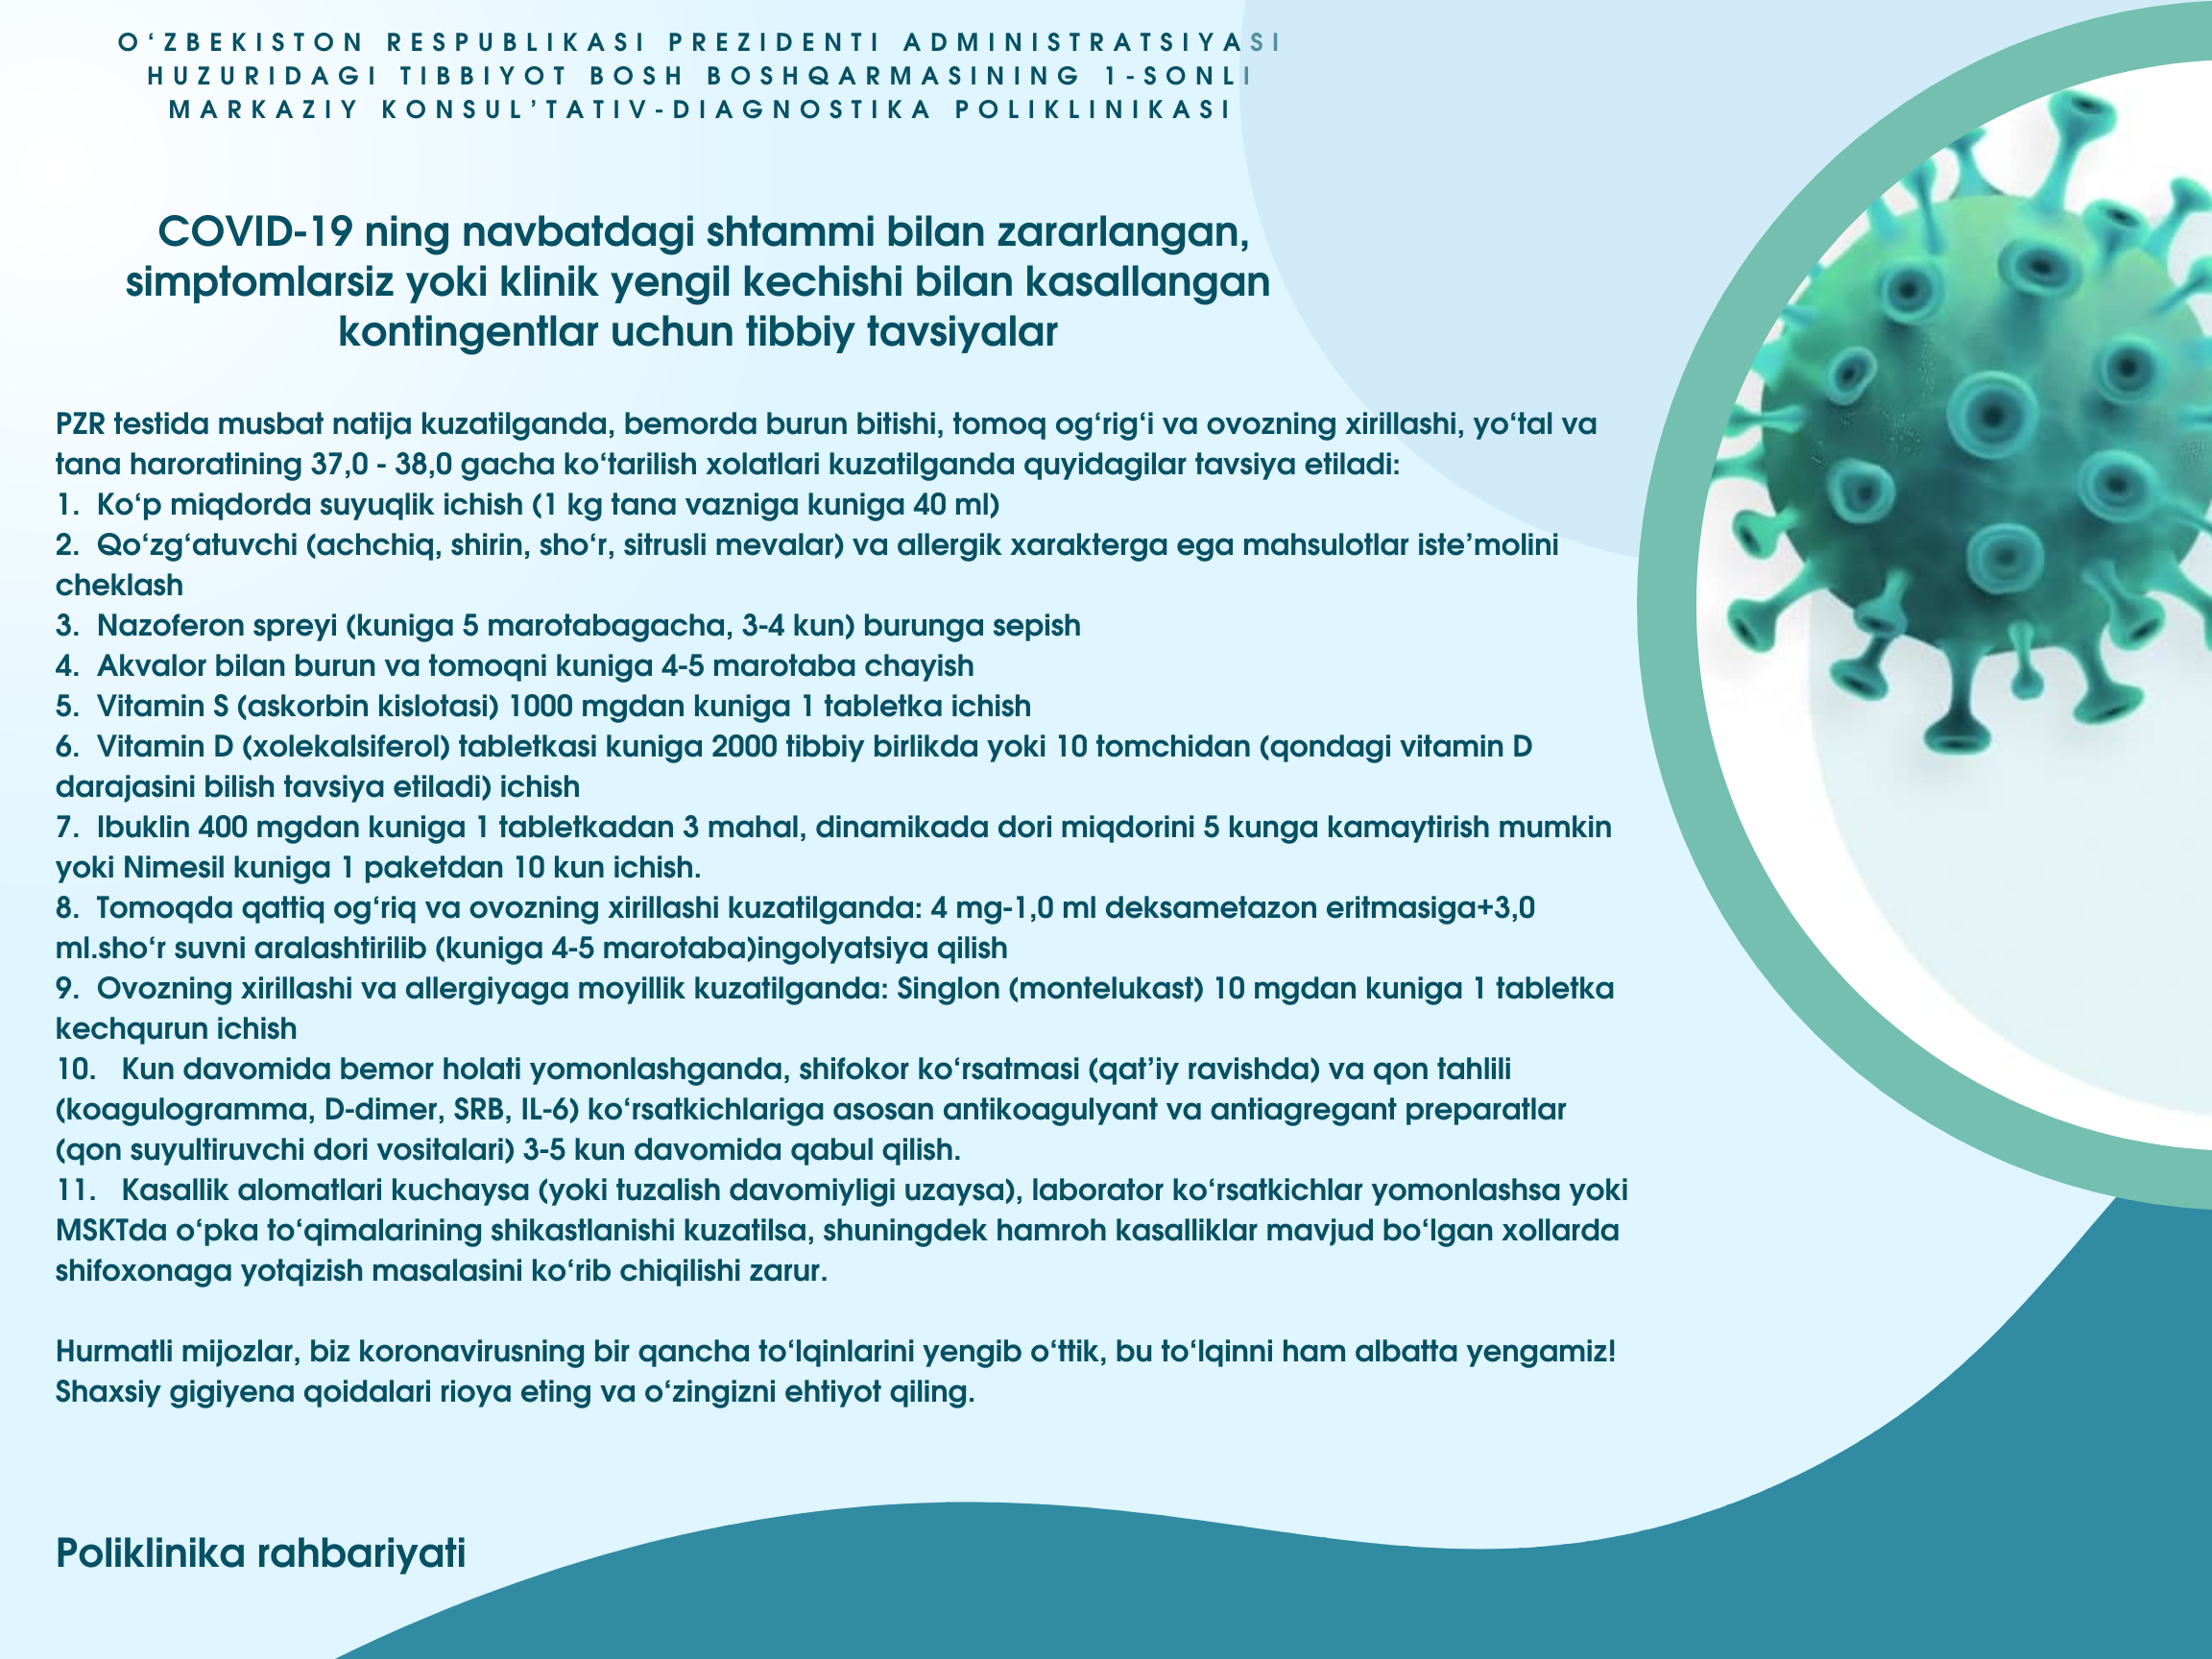 O‘ZBEKISTON RESPUBLIKASI PREZIDENTI ADMINISTRATSIYASI
HUZURIDAGI TIBBIYOT BOSH BOSHQARMASINING 1-SONLI
MARKAZIY KONSUL’TATIV-DIAGNOSTIKA POLIKLINIKASI
COVID-19 ning navbatdagi shtammi bilan zararlangan,
simptomlarsiz yoki klinik yengil kechishi bilan kasallangan
kontingentlar uchun tibbiy tavsiyalar
PZR testida musbat natija kuzatilganda, bemorda burun bitishi, tomoq og‘rig‘i va ovozning xirillashi, yo‘tal va
tana haroratining 37,0 - 38,0 gacha ko‘tarilish xolatlari kuzatilganda quyidagilar tavsiya etiladi:
1. Ko‘p miqdorda suyuqlik ichish (1 kg tana vazniga kuniga 40 ml)
2. Qo‘zg‘atuvchi (achchiq, shirin, sho‘r, sitrusli mevalar) va allergik xarakterga ega mahsulotlar iste’molini
cheklash
3. Nazoferon spreyi (kuniga 5 marotabagacha, 3-4 kun) burunga sepish
4. Akvalor bilan burun va tomoqni kuniga 4-5 marotaba chayish
5. Vitamin S (askorbin kislotasi) 1000 mgdan kuniga 1 tabletka ichish
6. Vitamin D (xolekalsiferol) tabletkasi kuniga 2000 tibbiy birlikda yoki 10 tomchidan (qondagi vitamin D
darajasini bilish tavsiya etiladi) ichish
7. Ibuklin 400 mgdan kuniga 1 tabletkadan 3 mahal, dinamikada dori miqdorini 5 kunga kamaytirish mumkin
yoki Nimesil kuniga 1 paketdan 10 kun ichish.
8. Tomoqda qattiq og‘riq va ovozning xirillashi kuzatilganda: 4 mg-1,0 ml deksametazon eritmasiga+3,0
ml.sho‘r suvni aralashtirilib (kuniga 4-5 marotaba)ingolyatsiya qilish
9. Ovozning xirillashi va allergiyaga moyillik kuzatilganda: Singlon (montelukast) 10 mgdan kuniga 1 tabletka
kechqurun ichish
10. Kun davomida bemor holati yomonlashganda, shifokor ko‘rsatmasi (qat’iy ravishda) va qon tahlili
(koagulogramma, D-dimer, SRB, IL-6) ko‘rsatkichlariga asosan antikoagulyant va antiagregant preparatlar
(qon suyultiruvchi dori vositalari) 3-5 kun davomida qabul qilish.
11. Kasallik alomatlari kuchaysa (yoki tuzalish davomiyligi uzaysa), laborator ko‘rsatkichlar yomonlashsa yoki
MSKTda o‘pka to‘qimalarining shikastlanishi kuzatilsa, shuningdek hamroh kasalliklar mavjud bo‘lgan xollarda
shifoxonaga yotqizish masalasini ko‘rib chiqilishi zarur.
Hurmatli mijozlar, biz koronavirusning bir qancha to‘lqinlarini yengib o‘ttik, bu to‘lqinni ham albatta yengamiz!
Shaxsiy gigiyena qoidalari rioya eting va o‘zingizni ehtiyot qiling.
Poliklinika rahbariyati